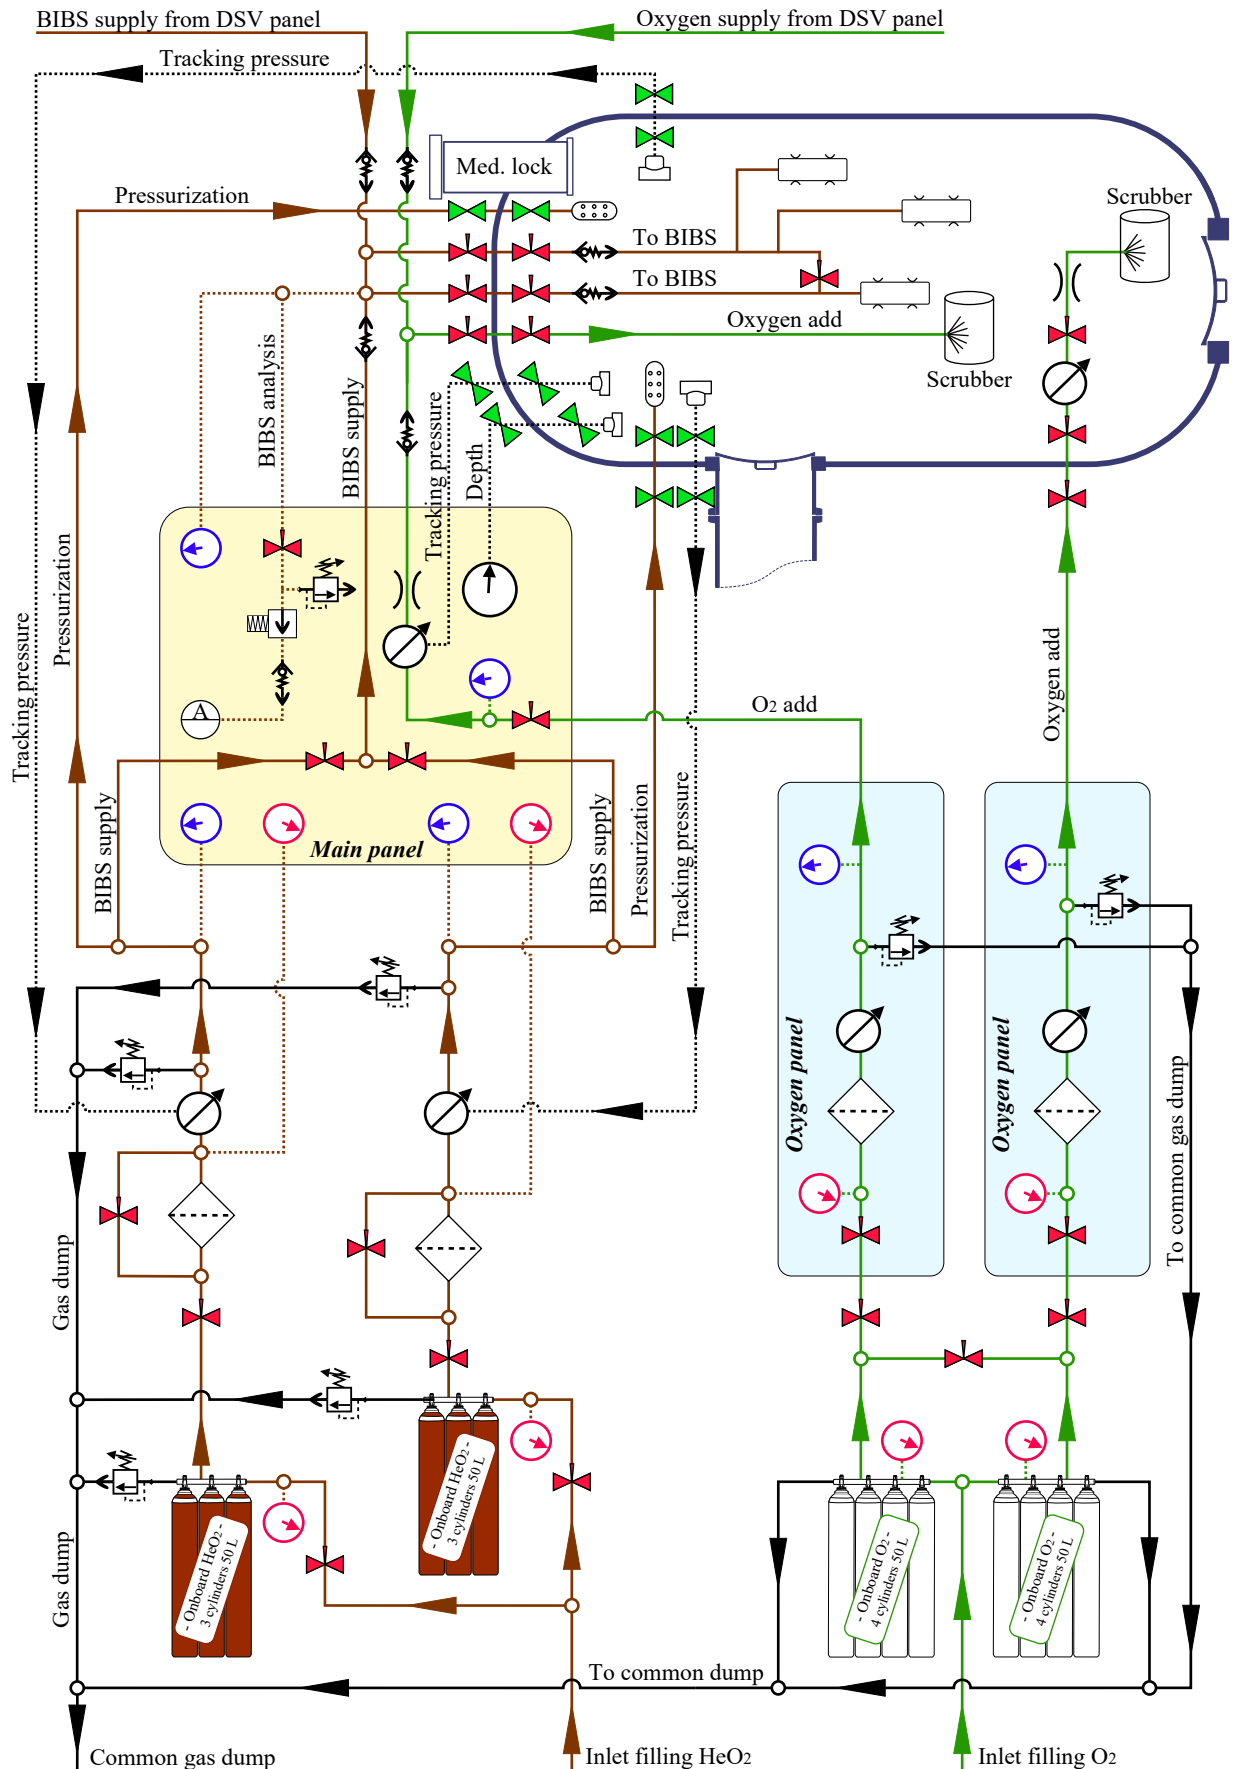 BIBS supply from DSV panel
Oxygen supply from DSV panel
Tracking pressure
Med. lock
Pressurization
Scrubber
To BIBS
To BIBS
Oxygen add
Scrubber
BIBS analysis
BIBS supply
Tracking pressure
Depth
Pressurization
Tracking pressure
Oxygen add
O2 add
A
BIBS supply
Main panel
BIBS supply
Pressurization
Tracking pressure
Oxygen panel
Oxygen panel
To common gas dump
Gas dump
- Onboard HeO2 -
3 cylinders 50 L
- Onboard HeO2 -
3 cylinders 50 L
- Onboard O2 -
4 cylinders 50 L
- Onboard O2 -
4 cylinders 50 L
Gas dump
To common dump
Common gas dump
Inlet filling HeO2
Inlet filling O2